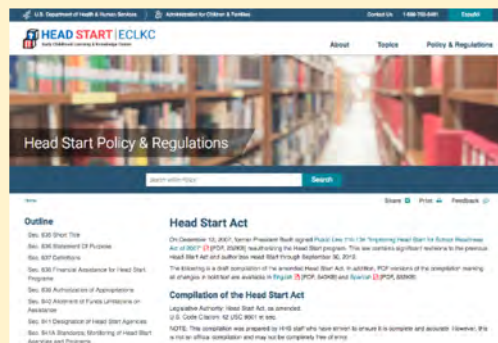 U.S. Department of Health & Human Services
Administration for Children & Families
Contact Us
HEAD START | ECLKC
Early Childhood Learning & Knowledge Center
About Topics Policy & Regulations
Head Start Policy & Regulations
Search
Home
Share Print Feedback
Outline
Sec. 635 Short Title
Sec. 636 Statement Of Purpose
Sec. 637 Definitions
Sec. 638 Financial Assistance for Head Start
Programs
Sec. 639 Authorization of Appropriations
Sec. 640 Allotment of Funds Limitations on
Assistance
Sec. 641 Designation of Head Start Agencies
Sec. 641A Standards; Monitoring of Head Start
Agencies and Programs
Head Start Act
On December 12, 2007, former President Bush signed Public Law 110-134 "Improving Head Start for School Readiness
Act of 2007" reauthorizing the Head Start program. This law contains significant revisions to the previous
Head Start Act and authorizes Head Start through September 30, 2012.
The following is a draft compilation of the amended Head Start Act. In addition, PDF versions of the compilation
all changes in bold text are available in English and Spanish
Compilation of the Head Start Act
Legislative Authority: Head Start Act, as amended.
U.S. Code Citation: 42 USC 9801 et seq.
NOTE: This compilation was prepared by HHS staff who have striven to ensure it is complete and accurate. However, this
is not an official compilation and may not be completely free of error.